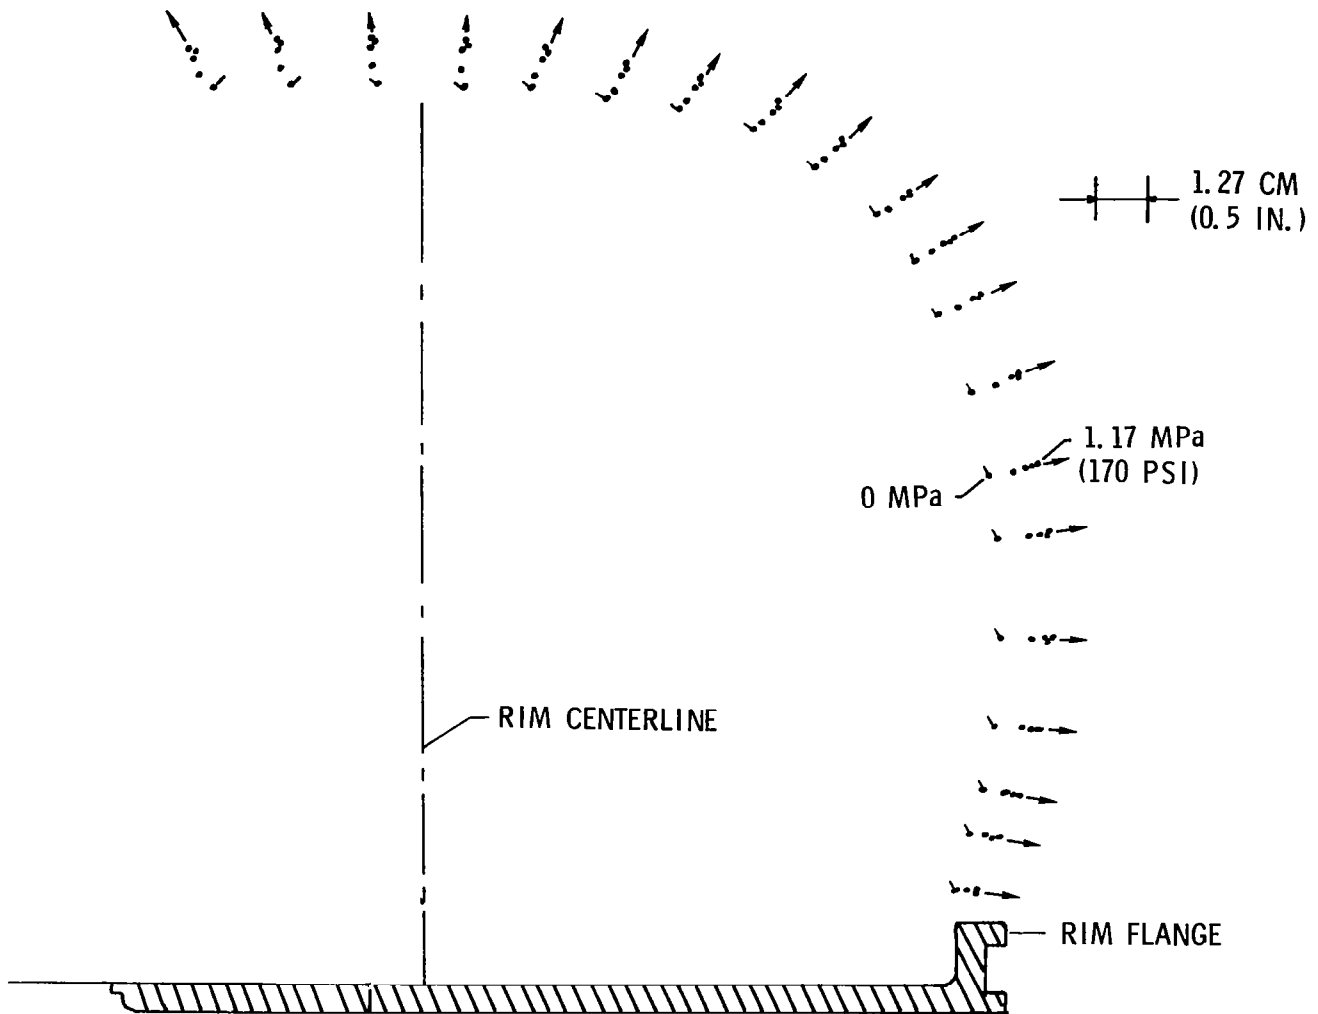 1.27 CM
(0.5 IN.)
1.17 MPa
(170 PSI)
0 MPa
RIM CENTERLINE
RIM FLANGE